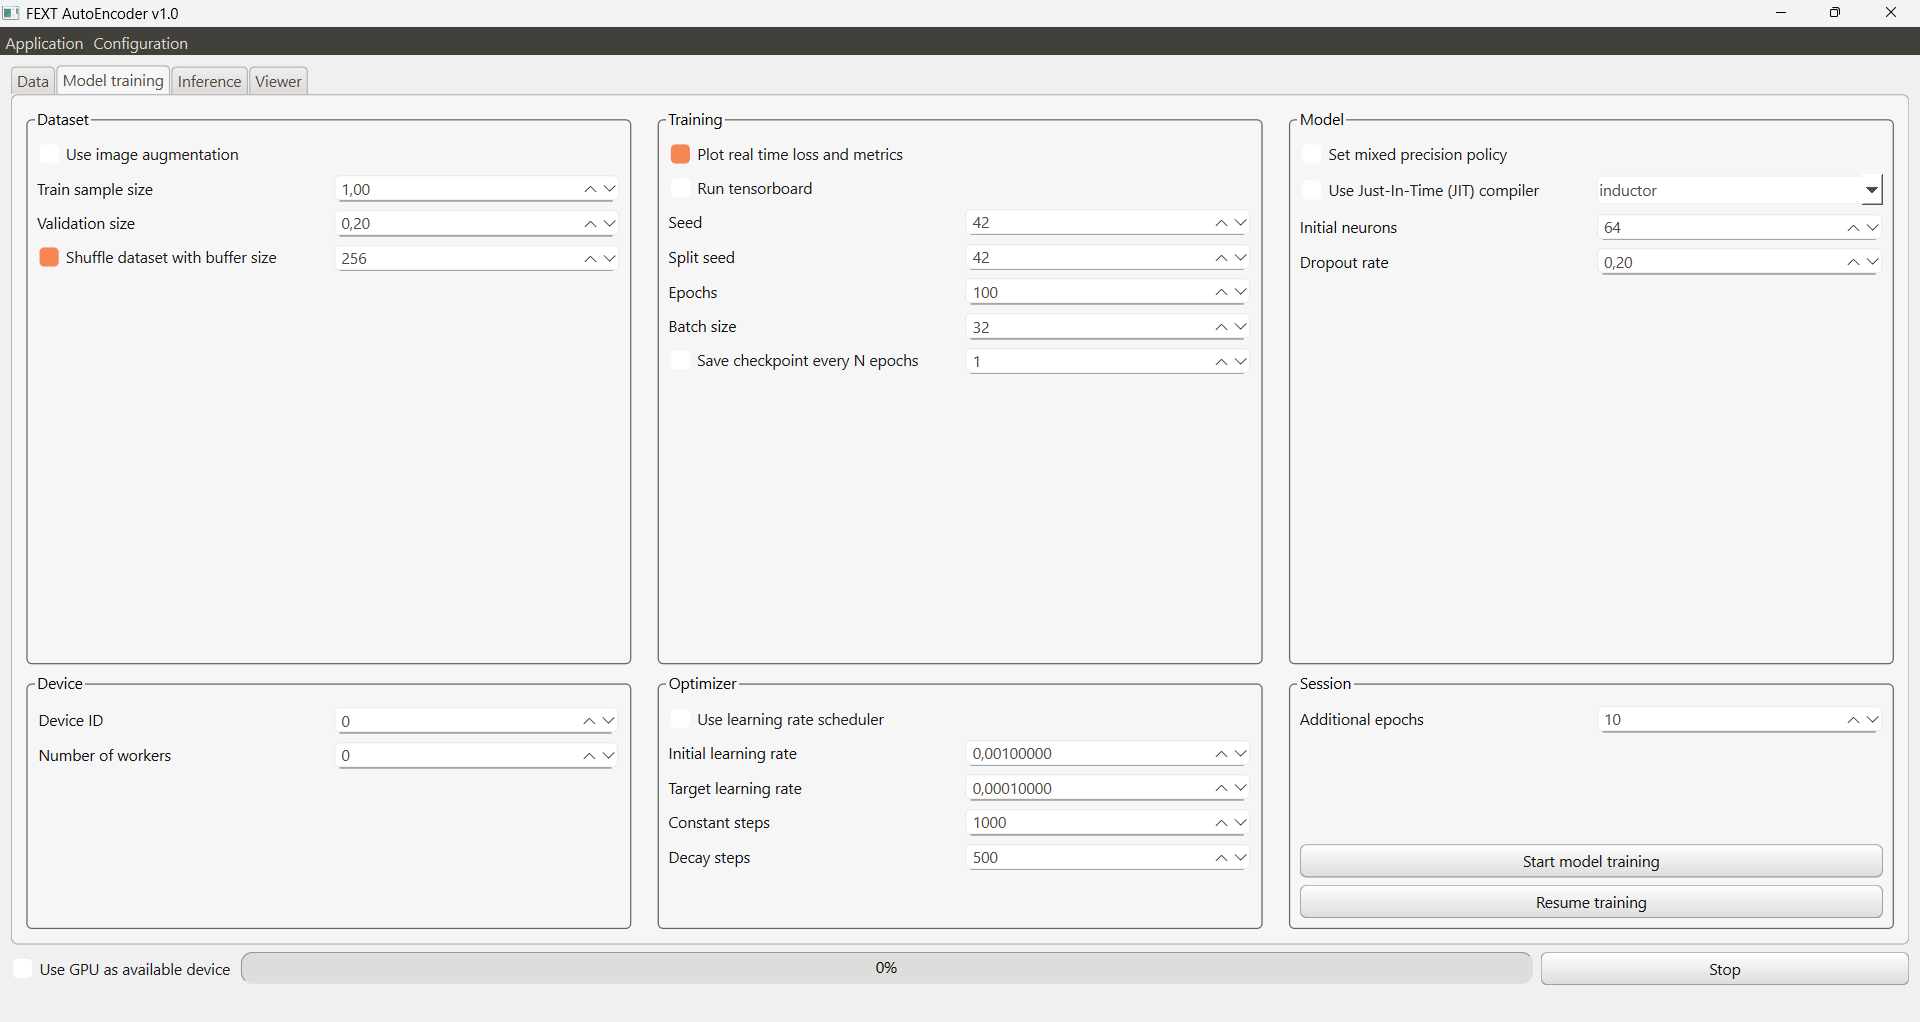 FEXT AutoEncoder v1.0
Application Configuration
Data Model training Inference Viewer
Dataset
Use image augmentation
Train sample size 1,00
Validation size 0,20
Shuffle dataset with buffer size 256
Training
Plot real time loss and metrics
Run tensorboard
Seed 42
Split seed 42
Epochs 100
Batch size 32
Save checkpoint every N epochs 1
Model
Set mixed precision policy
Use Just-In-Time (JIT) compiler inductor
Initial neurons 64
Dropout rate 0,20
Device
Device ID 0
Number of workers 0
Optimizer
Use learning rate scheduler
Initial learning rate 0,00100000
Target learning rate 0,00010000
Constant steps 1000
Decay steps 500
Session
Additional epochs 10
Start model training
Resume training
Use GPU as available device 0% Stop